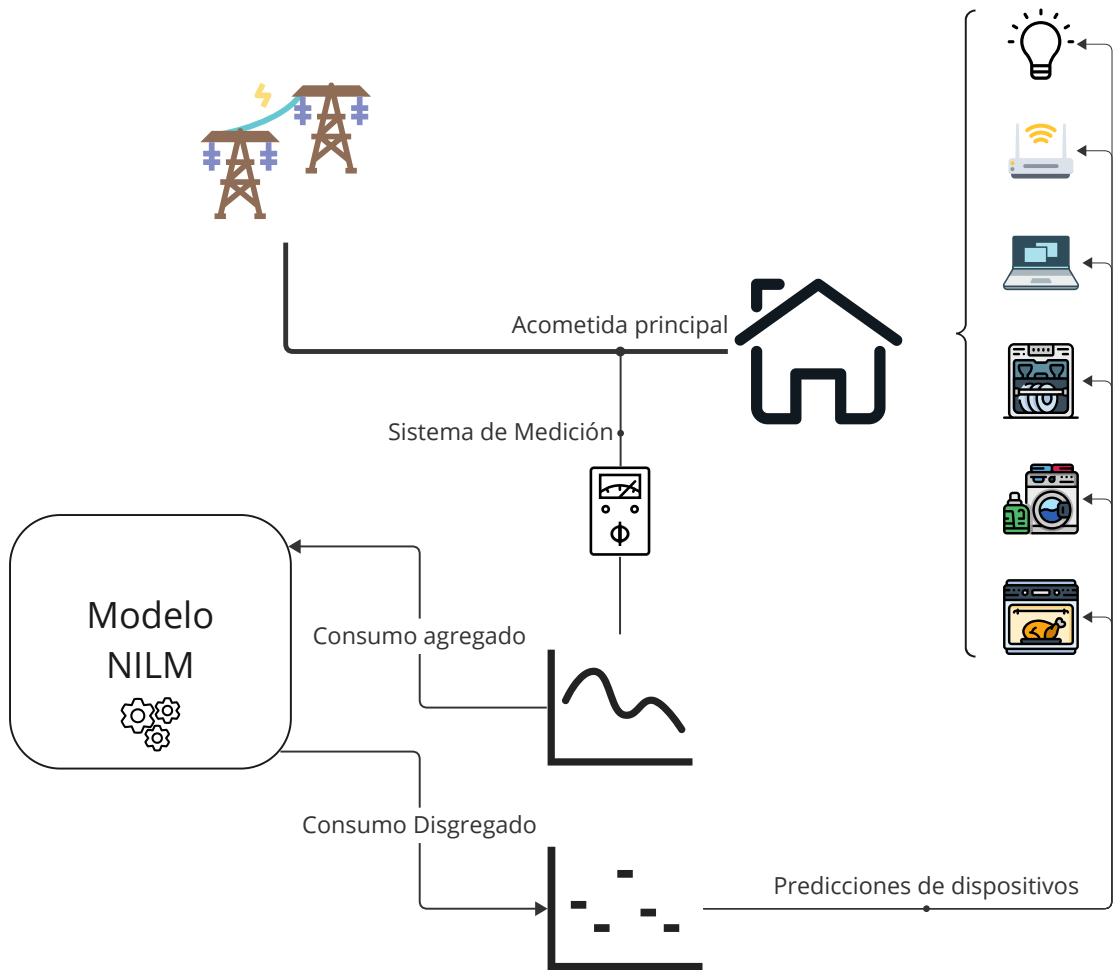 Acometida principal
Sistema de Medición
Modelo
NILM
Consumo agregado
Consumo Disgregado
Predicciones de dispositivos